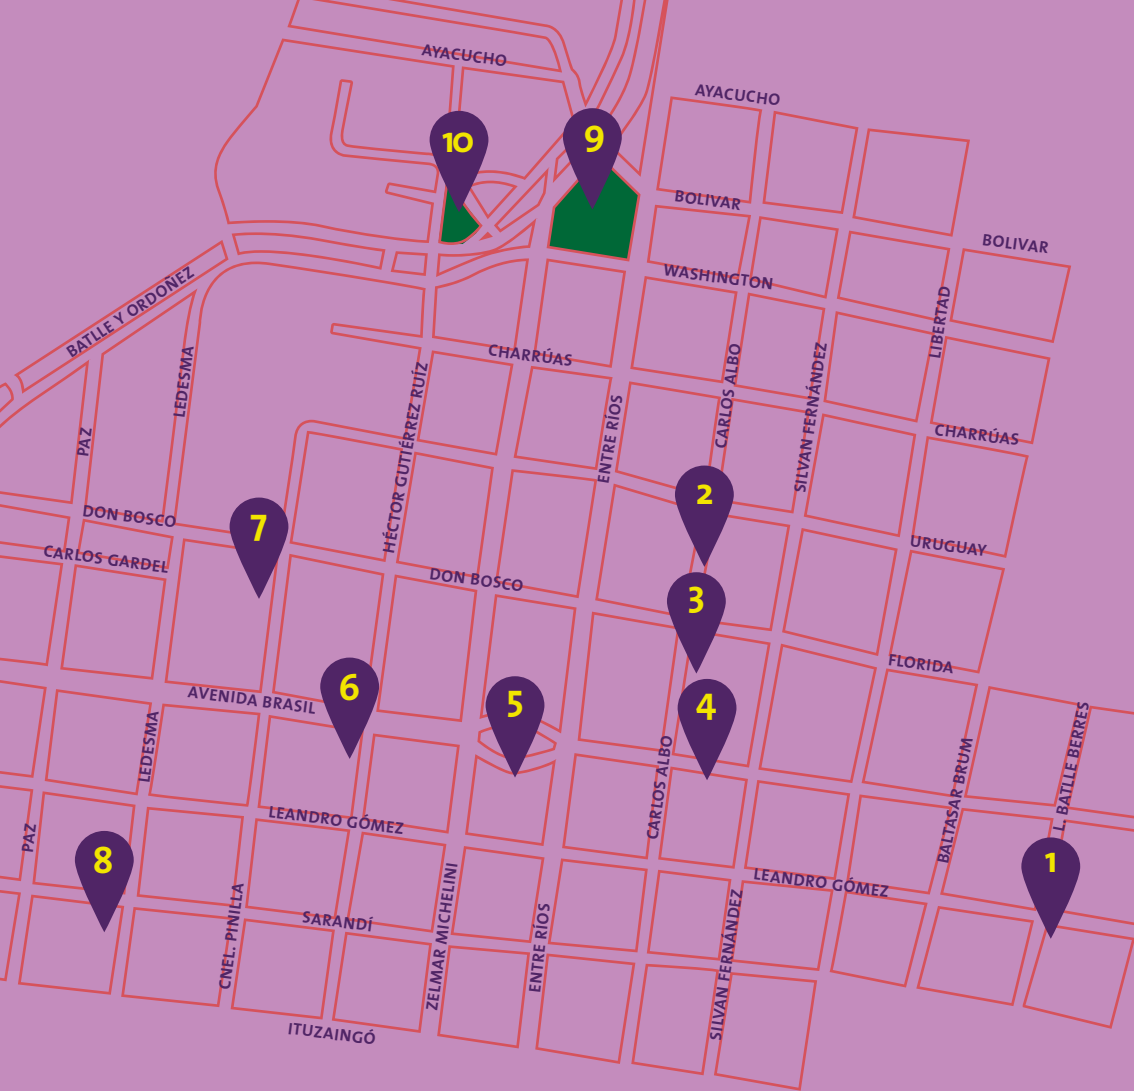 AYACUCHO
AYACUCHO
10
9
BOLIVAR
BOLIVAR
WASHINGTON
BATLLE Y ORDOÑEZ
LIBERTAD
LEDESMA
CHARRÚAS
CARLOS ALBO
SILVAN FERNÁNDEZ
HÉCTOR GUTIÉRREZ RUÍZ
ENTRE RÍOS
PAZ
CHARRÚAS
2
DON BOSCO
7
URUGUAY
CARLOS GARDEL
DON BOSCO
3
FLORIDA
6
AVENIDA BRASIL
5
4
LEDESMA
CARLOS ALBO
BALTASAR BRUM
L. BATLLE BERRES
LEANDRO GÓMEZ
PAZ
8
1
LEANDRO GÓMEZ
CNEL. PINILLA
SARANDÍ
ZELMAR MICHELINI
ENTRE RÍOS
SILVAN FERNÁNDEZ
ITUZAINGÓ